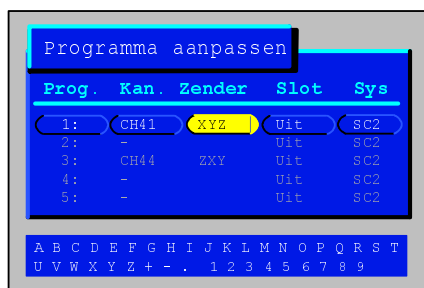 Programma aanpassen
Prog. Kan. Zender Slot Sys
1: CH41 XYZ Uit SC2
2: - Uit SC2
3: CH44 ZXY Uit SC2
4: - Uit SC2
5: - Uit SC2
A B C D E F G H I J K L M N O P Q R S T
U V W X Y Z + - . 1 2 3 4 5 6 7 8 9